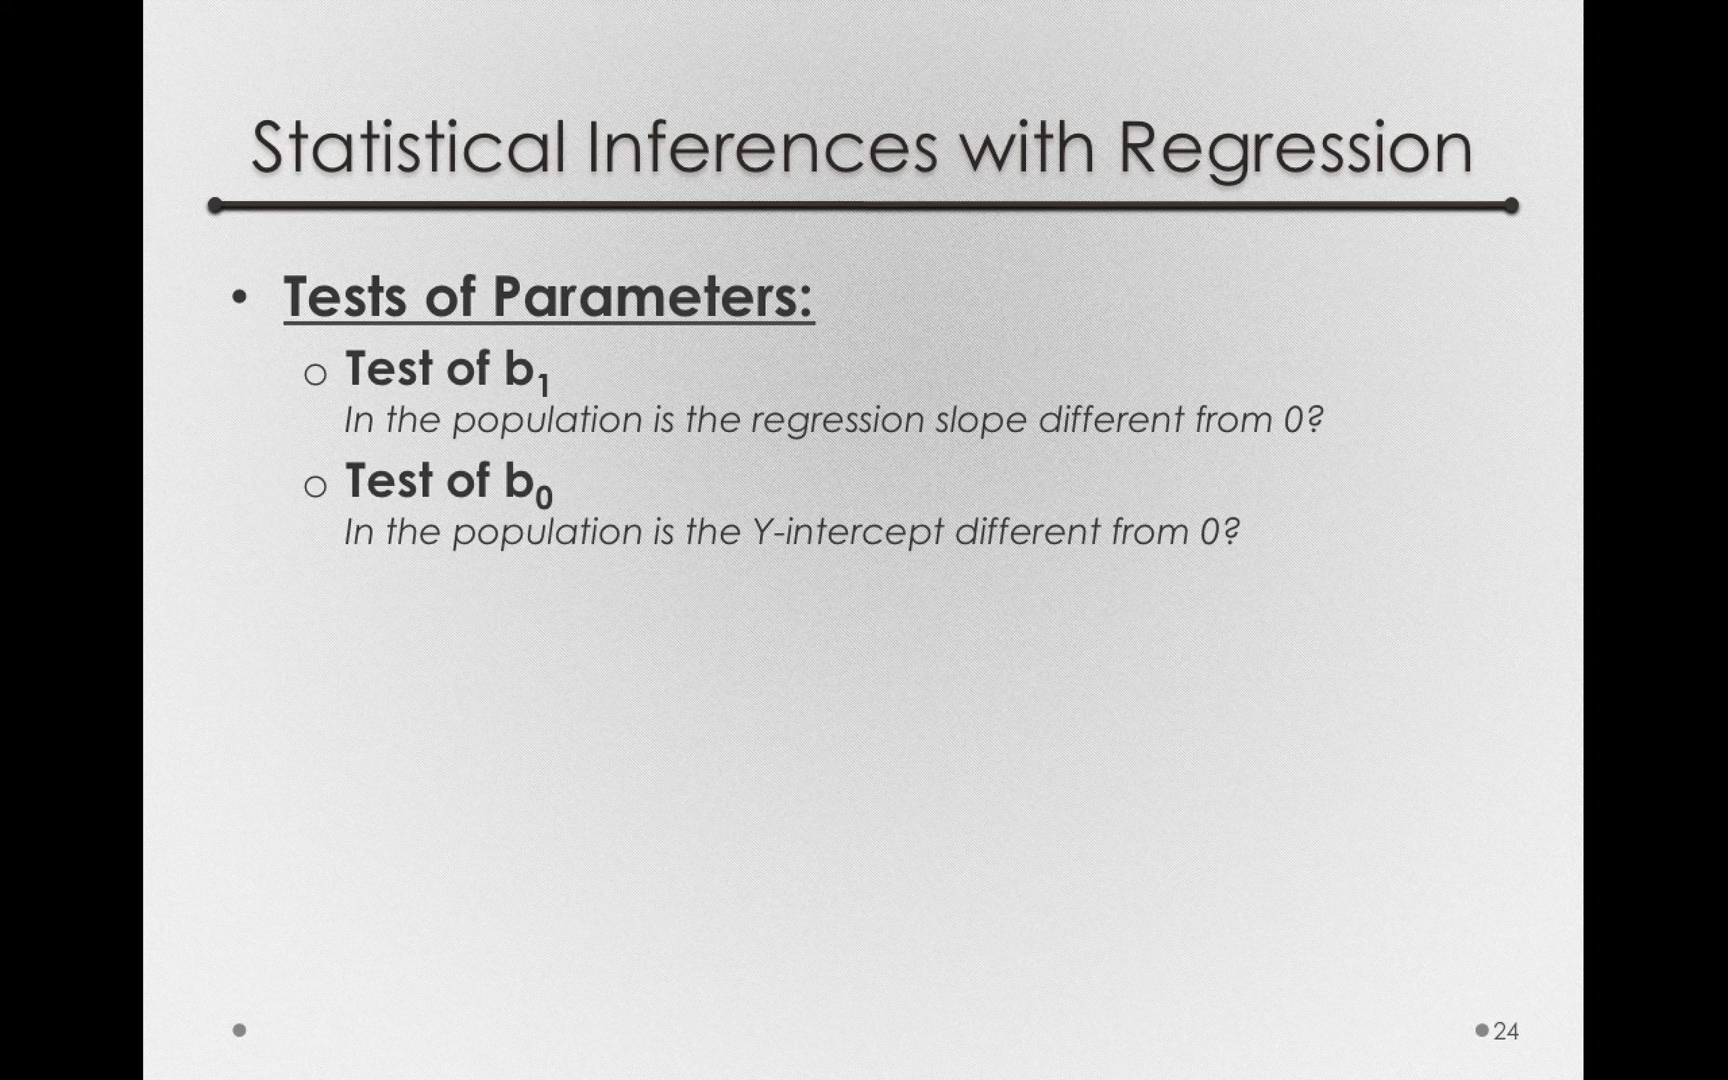 Statistical Inferences with Regression
• Tests of Parameters:
o Test of b₁
In the population is the regression slope different from 0?
o Test of b₀
In the population is the Y-intercept different from 0?
24